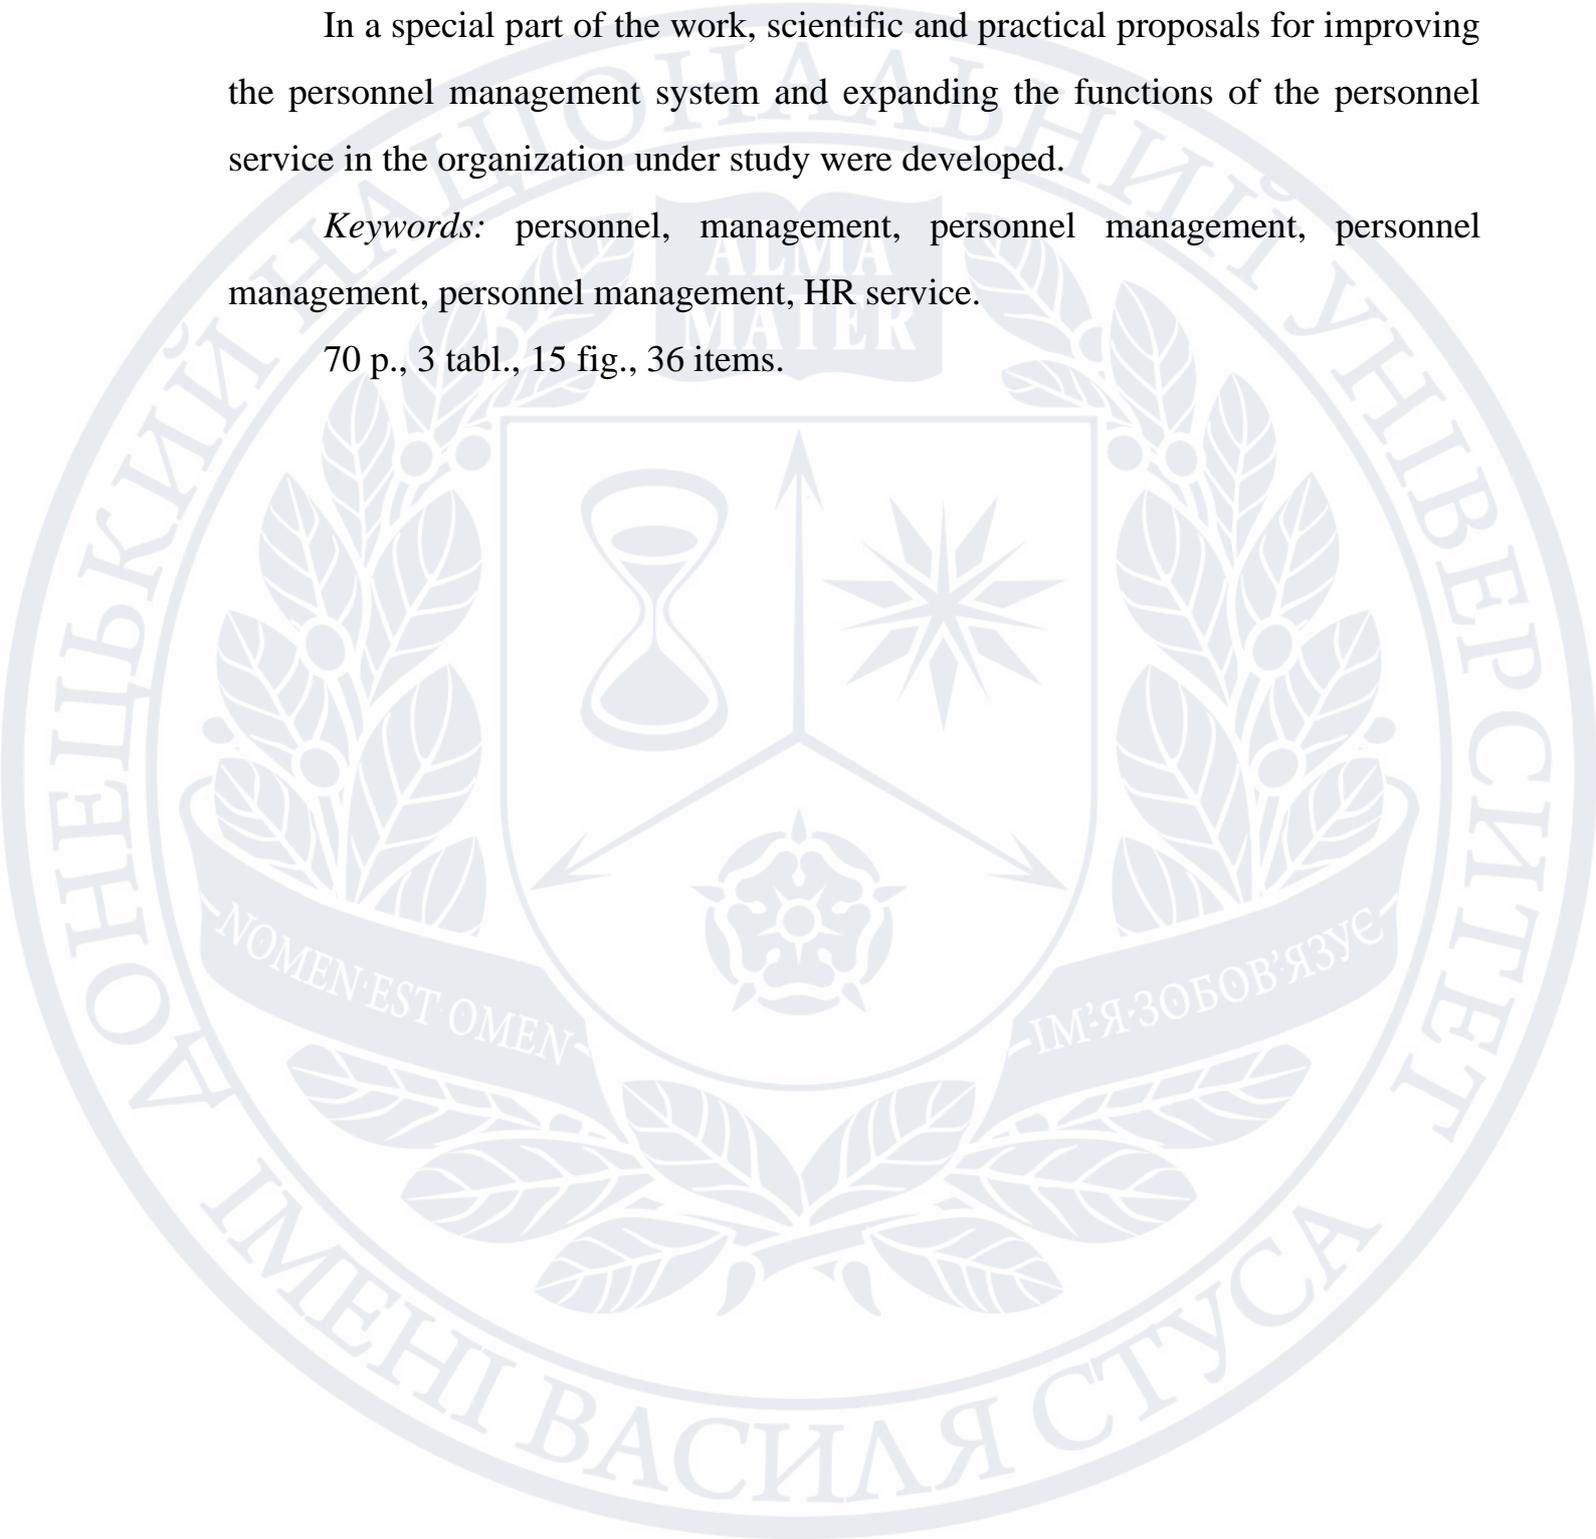 In a special part of the work, scientific and practical proposals for improving
the personnel management system and expanding the functions of the personnel
service in the organization under study were developed.
Keywords: personnel, management, personnel management, personnel
management, personnel management, HR service.
70 p., 3 tabl., 15 fig., 36 items.
ДОНЕЦЬКИЙ НАЦІОНАЛЬНИЙ УНІВЕРСИТЕТ
ALMA
MATER
NOMEN·EST·OMEN
ІМ'Я·ЗОБОВ'ЯЗУЄ
ІМЕНІ ВАСИЛЯ СТУСА